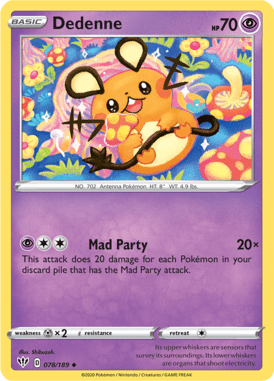 BASIC Dedenne HP70
NO. 702 Antenna Pokémon HT. 8" WT. 4.9 lbs.
Mad Party 20×
This attack does 20 damage for each Pokémon in your
discard pile that has the Mad Party attack.
weakness ×2 resistance retreat
Illus. Shibuzoh.
D 078/189
Its upper whiskers are sensors that
survey its surroundings. Its lower whiskers
are organs that shoot electricity.
©2020 Pokémon / Nintendo / Creatures / GAME FREAK